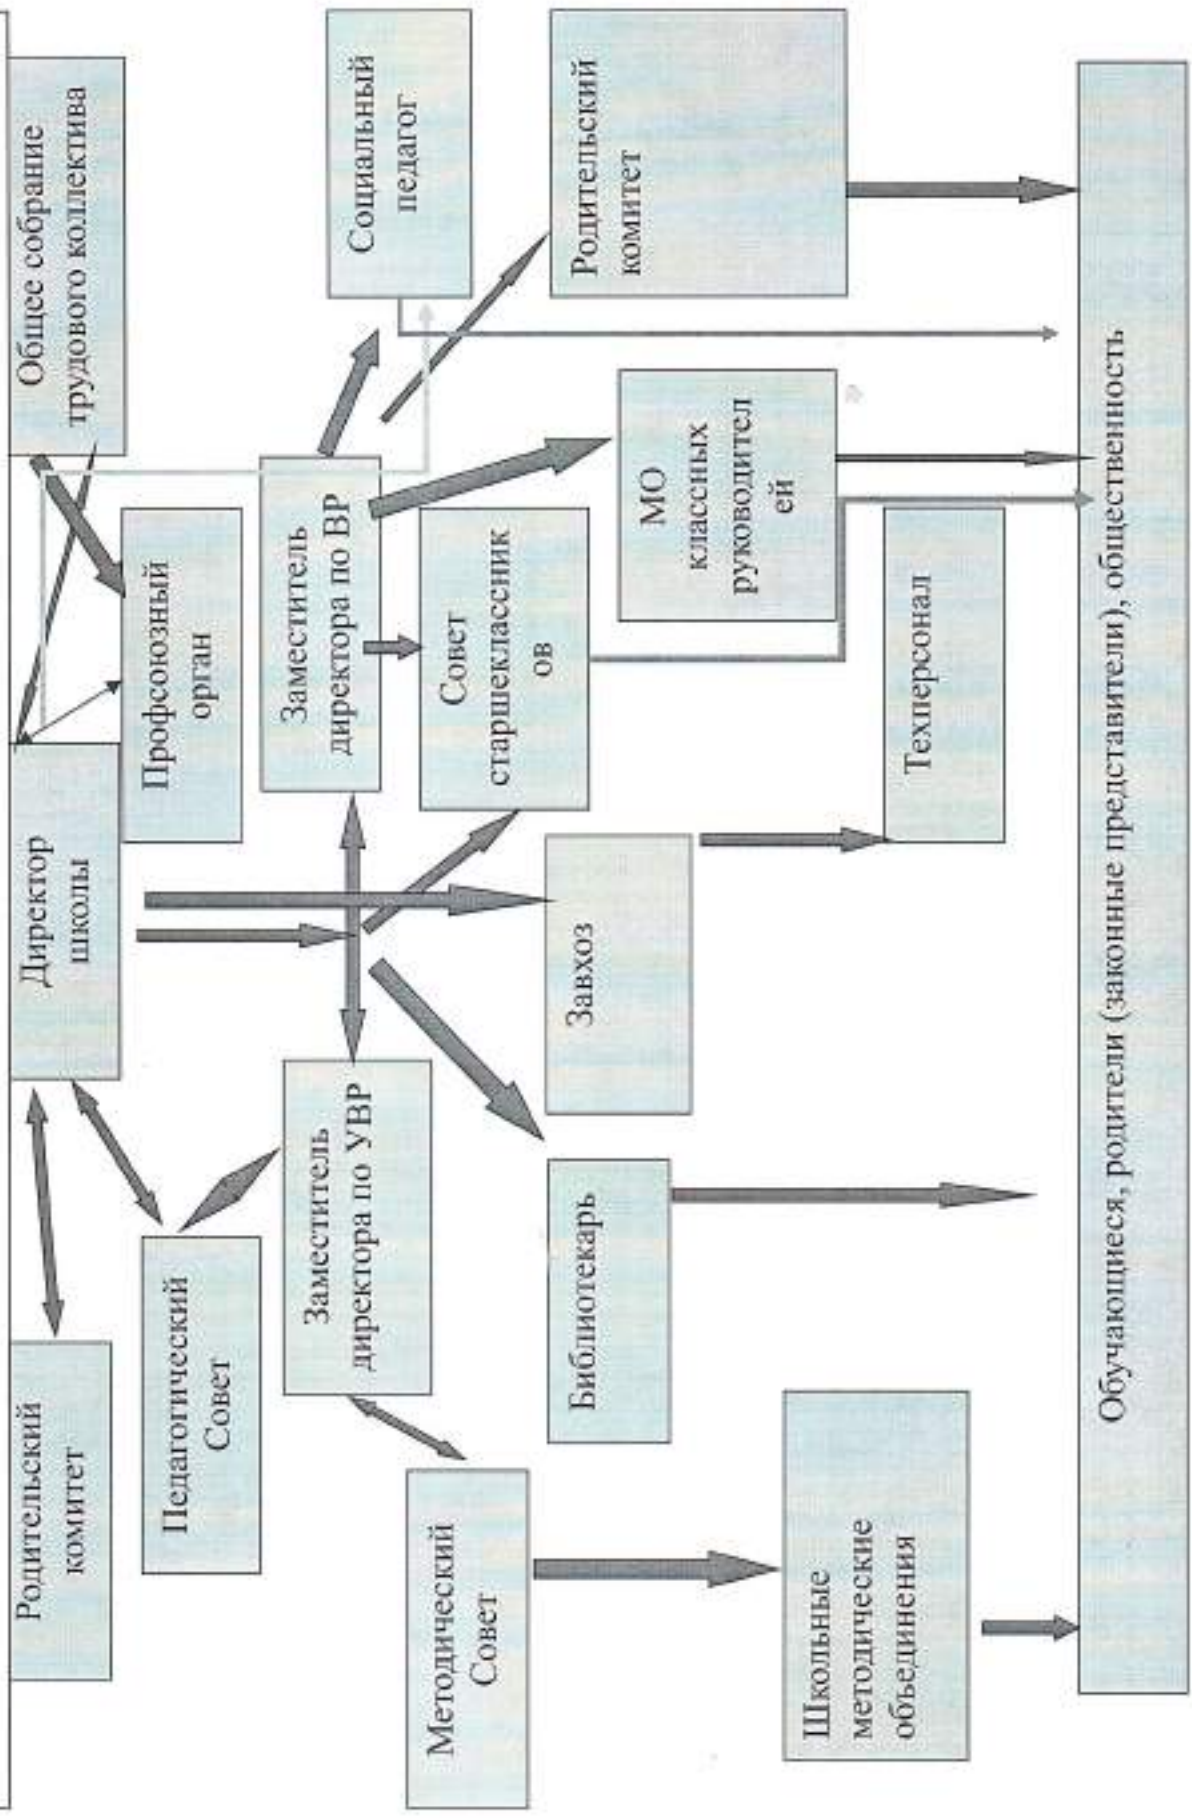 Родительский
комитет
Директор
школы
Общее собрание
трудового коллектива
Педагогический
Совет
Профсоюзный
орган
Заместитель
директора по УВР
Заместитель
директора по ВР
Социальный
педагог
Методический
Совет
Совет
старшеклассник
ов
Библиотекарь
Завхоз
МО
классных
руководител
ей
Родительский
комитет
Школьные
методические
объединения
Техперсонал
Обучающиеся, родители (законные представители), общественность